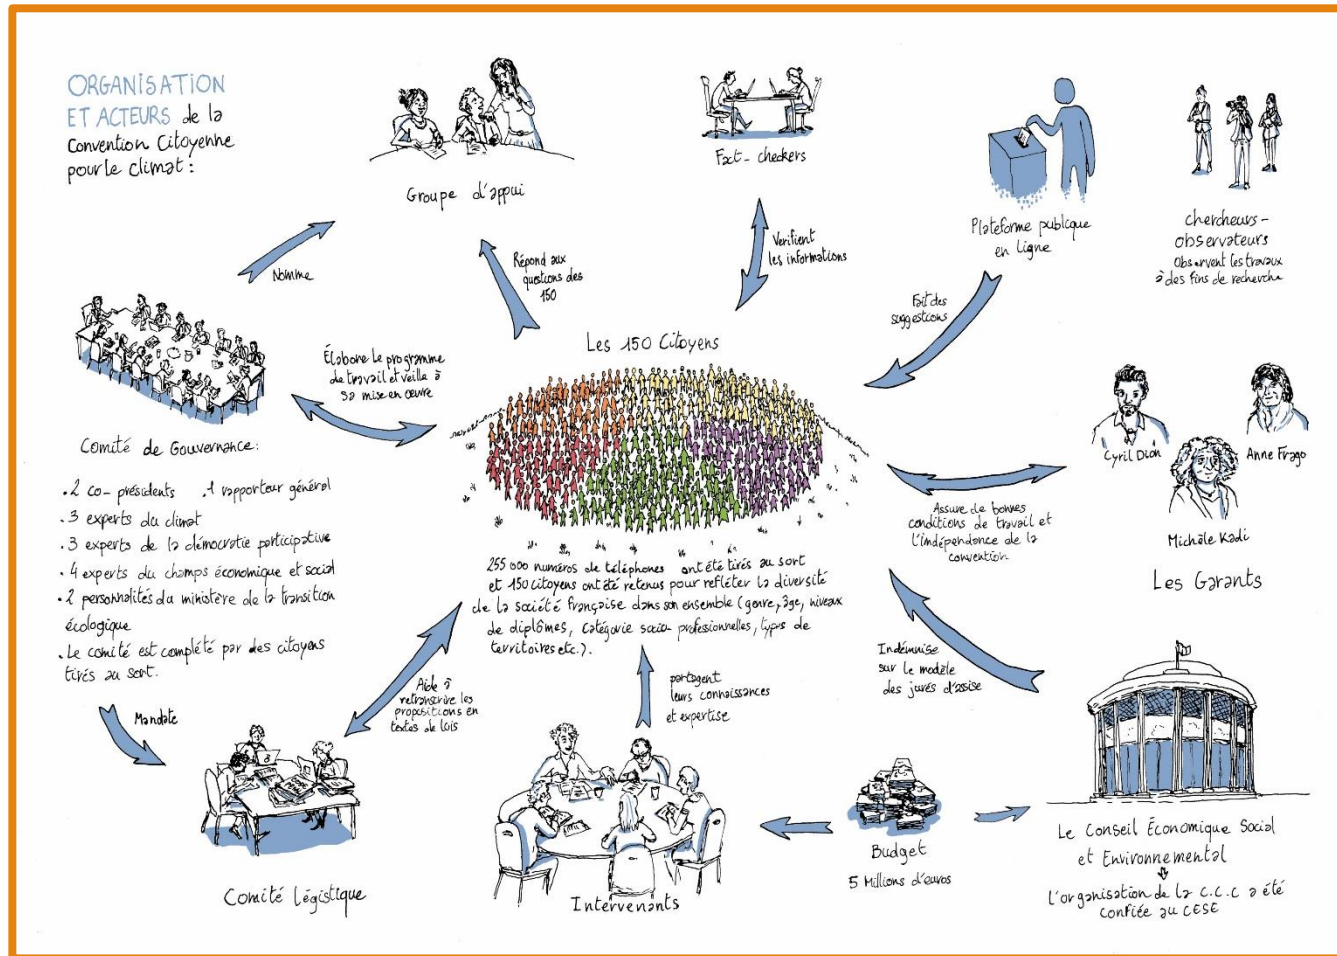 ORGANISATION
ET ACTEURS de la
Convention Citoyenne
pour le climat :
Groupe d'appui
Fact-checkers
Plateforme publique
en ligne
chercheurs-
observateurs
Observent les travaux
à des fins de recherche
Nomme
Répond aux
questions des
150
Verifient
les informations
Fait des
suggestions
Les 150 Citoyens
Élabore le programme
de travail et veille à
sa mise en œuvre
Comité de Gouvernance :
. 2 co-présidents . 1 rapporteur général
. 3 experts du climat
. 3 experts de la démocratie participative
. 4 experts du champs économique et social
. 2 personnalités du ministère de la transition
écologique
. Le comité est complété par des citoyens
tirés au sort.
Cyril Dion
Anne Frago
Michèle Kadi
Les Garants
Assure de bonnes
conditions de travail et
l'indépendance de la
convention
255 000 numéros de téléphones ont été tirés au sort
et 150 citoyens ont été retenus pour refléter la diversité
de la société française dans son ensemble (genre, âge, niveaux
de diplômes, catégorie socio professionnelles, types de
territoires etc.).
Mandate
Aide à
retranscrire les
propositions en
textes de lois
partagent
leurs connaissances
et expertise
Indémnise
sur le modèle
des jurés d'assise
Comité légistique
Intervenants
Budget
5 Millions d'euros
Le Conseil Économique Social
et Environnemental
L'organisation de la C.C.C a été
confiée au CESE